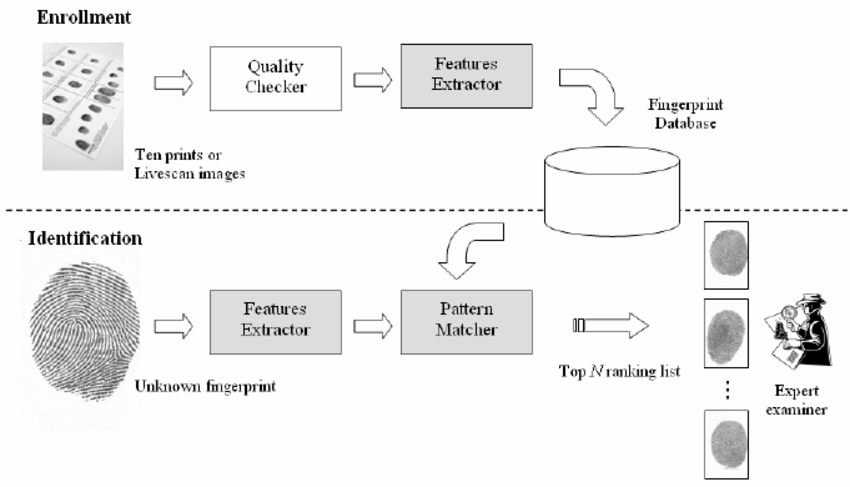 Enrollment
Quality
Checker
Features
Extractor
Fingerprint
Database
Ten prints or
Livescan images
Identification
Features
Extractor
Pattern
Matcher
Unknown fingerprint
Top N ranking list
Expert
examiner